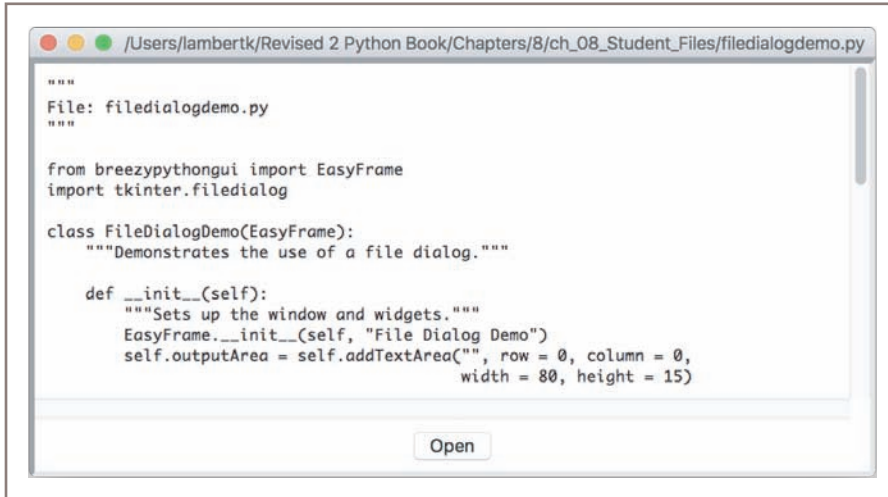 /Users/lambertk/Revised 2 Python Book/Chapters/8/ch_08_Student_Files/filedialogdemo.py
"""
File: filedialogdemo.py
"""
from breezypythongui import EasyFrame
import tkinter.filedialog
class FileDialogDemo(EasyFrame):
    """Demonstrates the use of a file dialog."""
    def __init__(self):
        """Sets up the window and widgets."""
        EasyFrame.__init__(self, "File Dialog Demo")
        self.outputArea = self.addTextArea("", row = 0, column = 0,
                                           width = 80, height = 15)
Open